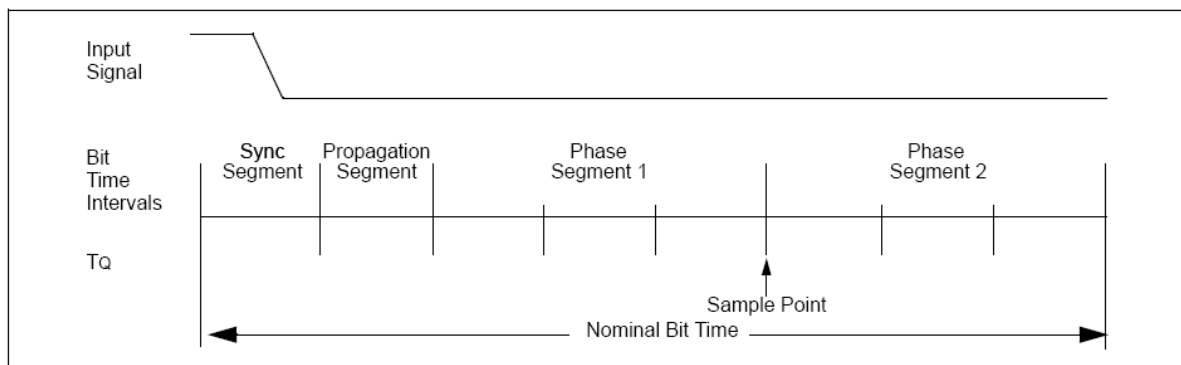 Input
Signal
Bit
Time
Intervals
Sync
Segment
Propagation
Segment
Phase
Segment 1
Phase
Segment 2
TQ
Sample Point
Nominal Bit Time